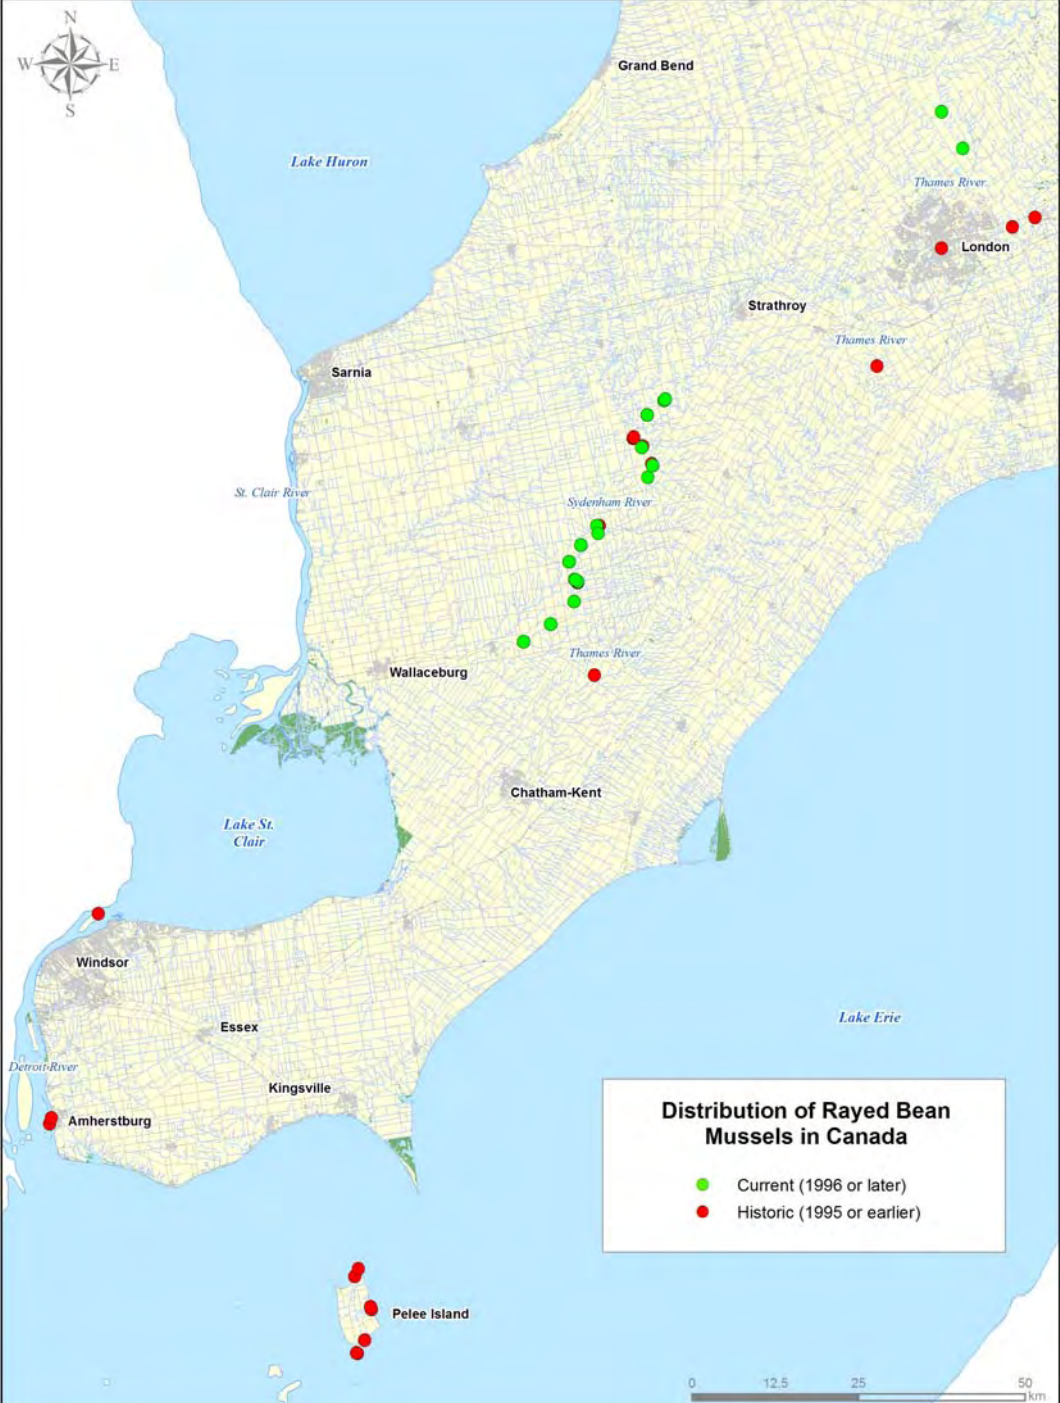 N
W E
S
Grand Bend
Lake Huron
Thames River
London
Strathroy
Thames River
Sarnia
St. Clair River
Sydenham River
Thames River
Wallaceburg
Chatham-Kent
Lake St.
Clair
Windsor
Lake Erie
Essex
Detroit River
Kingsville
Amherstburg
Distribution of Rayed Bean
Mussels in Canada
Current (1996 or later)
Historic (1995 or earlier)
Pelee Island
0 12.5 25 50
km